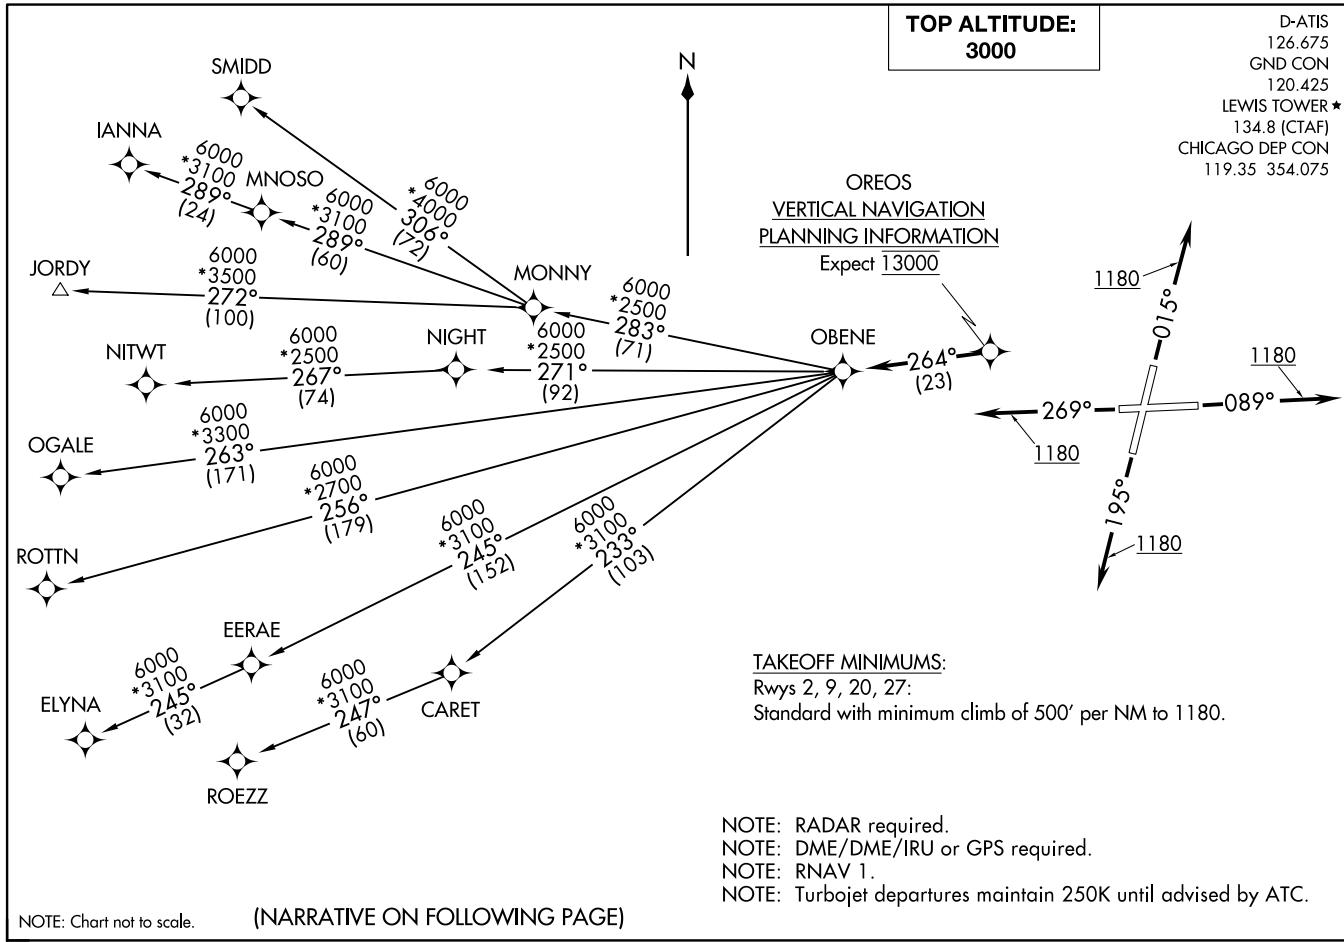 TOP ALTITUDE:
3000
D-ATIS
126.675
GND CON
120.425
LEWIS TOWER★
134.8 (CTAF)
CHICAGO DEP CON
119.35 354.075
N
SMIDD
IANNA
6000
*3100
289°
(24)
MNOSO
6000
*3100
289°
(60)
6000
*4000
306°
(72)
OREOS
VERTICAL NAVIGATION
PLANNING INFORMATION
Expect 13000
JORDY
6000
*3500
272°
(100)
MONNY
6000
*2500
283°
(71)
OBENE
264°
(23)
NITWT
6000
*2500
267°
(74)
NIGHT
6000
*2500
271°
(92)
1180
015°
1180
089°
269°
1180
195°
1180
OGALE
6000
*3300
263°
(171)
ROTTN
6000
*2700
256°
(179)
6000
*3100
245°
(152)
6000
*3100
233°
(103)
EERAE
ELYNA
6000
*3100
245°
(32)
6000
*3100
247°
(60)
CARET
ROEZZ
TAKEOFF MINIMUMS:
Rwys 2, 9, 20, 27:
Standard with minimum climb of 500' per NM to 1180.
NOTE: RADAR required.
NOTE: DME/DME/IRU or GPS required.
NOTE: RNAV 1.
NOTE: Turbojet departures maintain 250K until advised by ATC.
NOTE: Chart not to scale.
(NARRATIVE ON FOLLOWING PAGE)